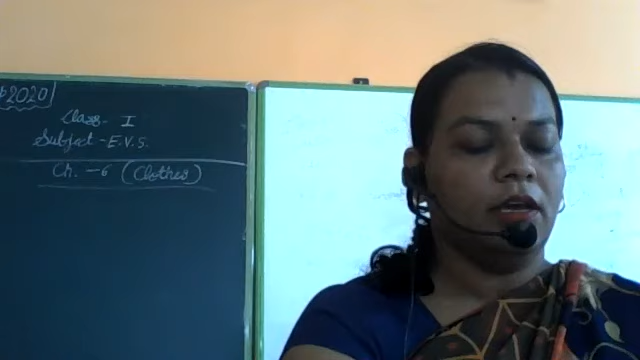 2020
Class- I
Subject - E.V.S.
Ch. - 6 (Clothes)